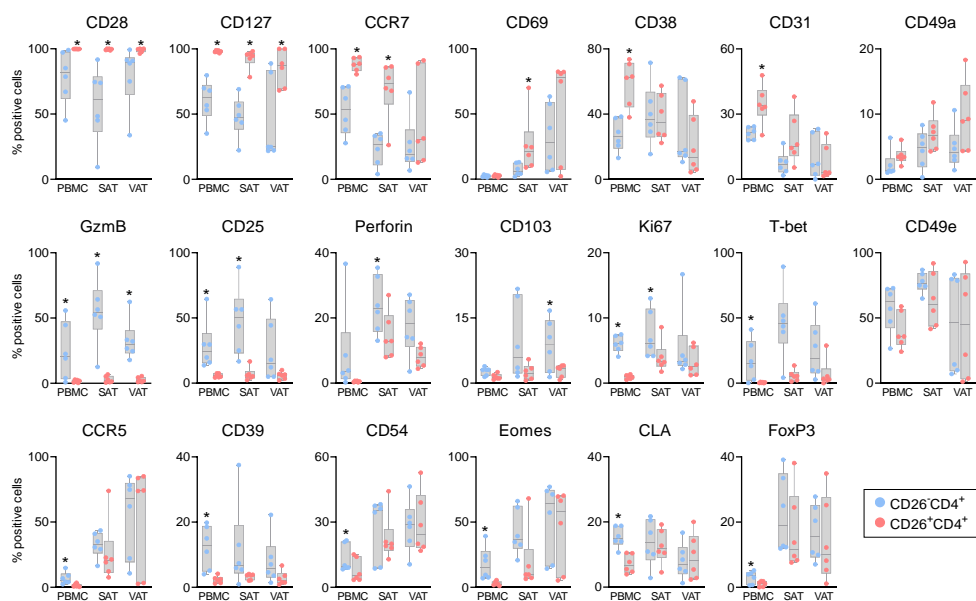 CD28 CD127 CCR7 CD69 CD38 CD31 CD49a
% positive cells
100 50 0 100 50 0 100 50 0 100 50 0 80 60 40 20 0 80 60 40 20 0 20 10 0
* * * * * * * * * * *
PBMC SAT VAT PBMC SAT VAT PBMC SAT VAT PBMC SAT VAT PBMC SAT VAT PBMC SAT VAT PBMC SAT VAT
GzmB CD25 Perforin CD103 Ki67 T-bet CD49e
% positive cells
100 50 0 100 50 0 40 20 0 30 15 0 20 10 0 100 50 0 100 50 0
* * * * * * * * * *
PBMC SAT VAT PBMC SAT VAT PBMC SAT VAT PBMC SAT VAT PBMC SAT VAT PBMC SAT VAT PBMC SAT VAT
CCR5 CD39 CD54 Eomes CLA FoxP3
% positive cells
100 50 0 40 20 0 60 30 0 100 50 0 40 20 0 40 20 0
* * * * * *
PBMC SAT VAT PBMC SAT VAT PBMC SAT VAT PBMC SAT VAT PBMC SAT VAT PBMC SAT VAT
CD26⁻CD4⁺
CD26⁺CD4⁺